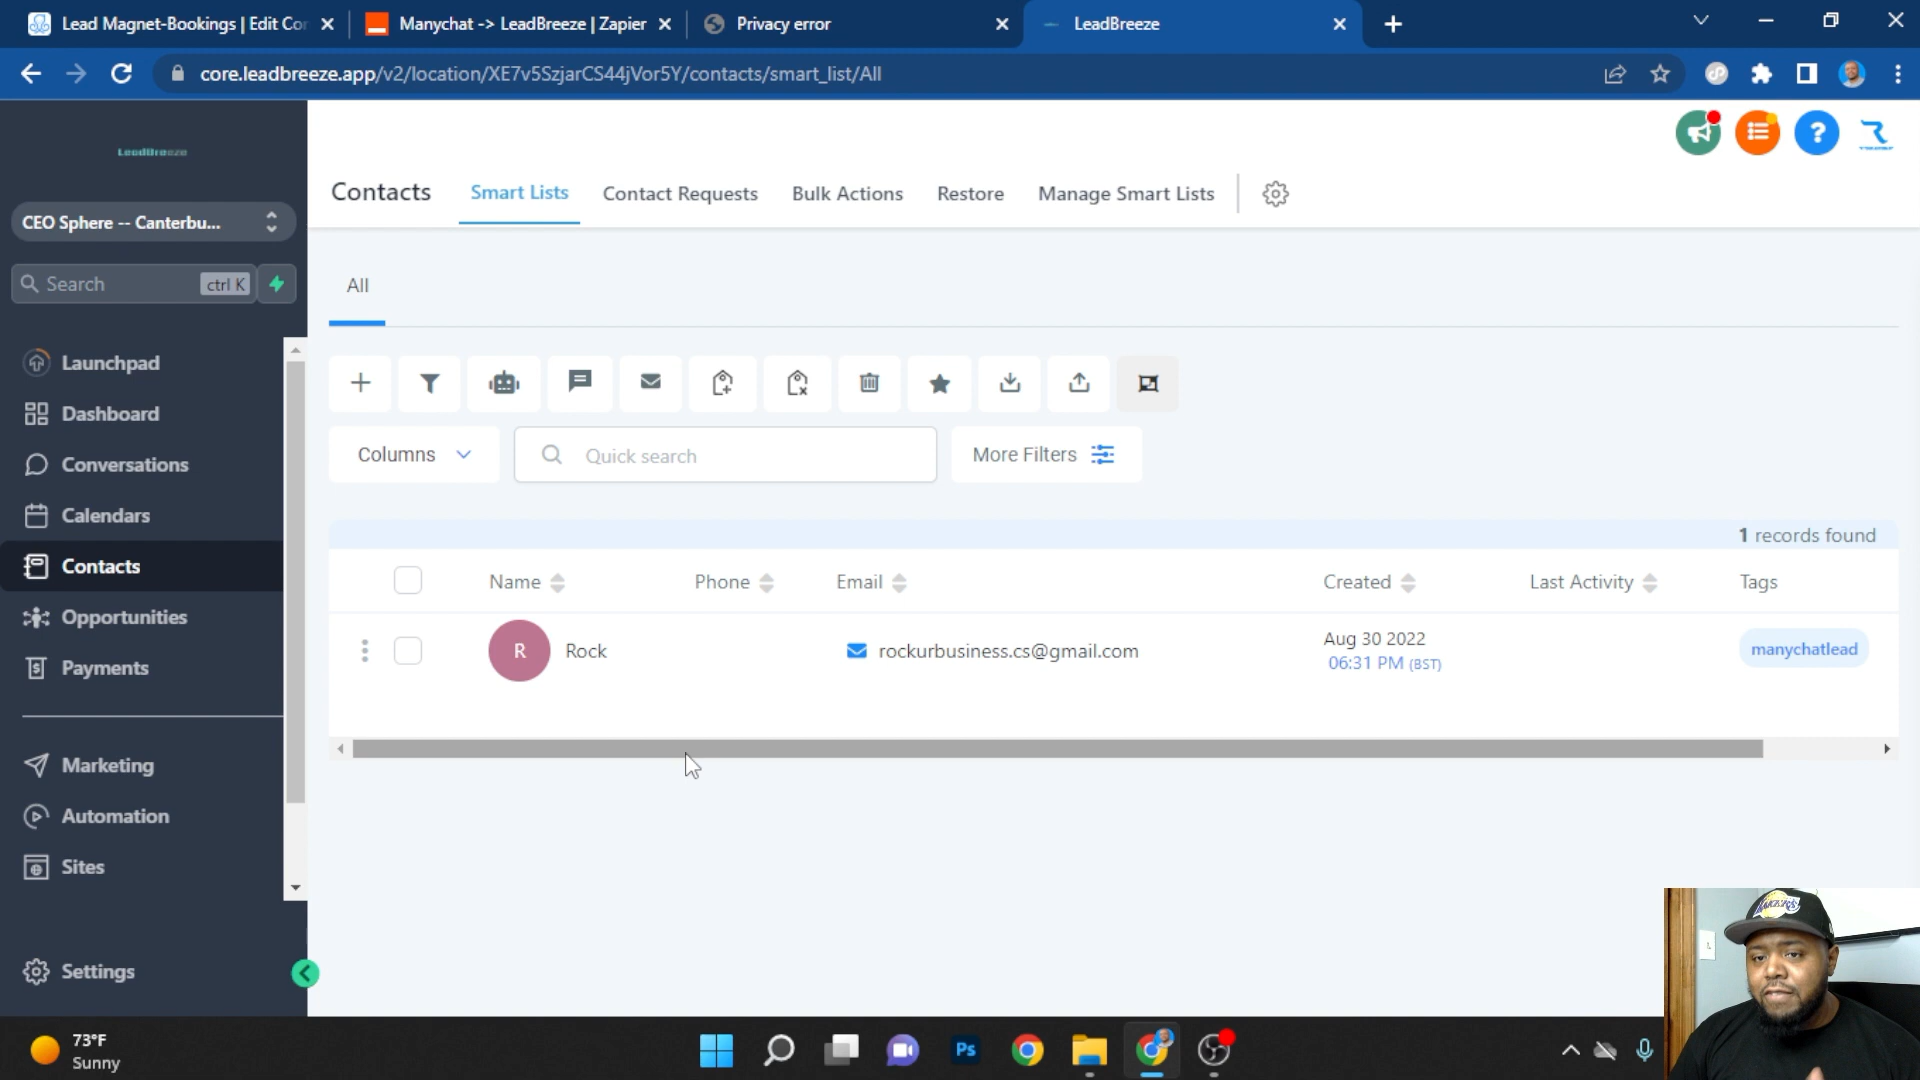 Lead Magnet-Bookings | Edit Cor
Manychat -> LeadBreeze | Zapier
Privacy error
LeadBreeze
core.leadbreeze.app/v2/location/XE7v5SzjarCS44jVor5Y/contacts/smart_list/All
LeadBreeze
Contacts
Smart Lists
Contact Requests
Bulk Actions
Restore
Manage Smart Lists
CEO Sphere -- Canterbu...
Search
ctrl K
All
Launchpad
Dashboard
Conversations
Calendars
Contacts
Opportunities
Payments
Marketing
Automation
Sites
Settings
Columns
Quick search
More Filters
1 records found
Name
Phone
Email
Created
Last Activity
Tags
R
Rock
rockurbusiness.cs@gmail.com
Aug 30 2022
06:31 PM (BST)
manychatlead
LAKERS
73°F
Sunny
Ps